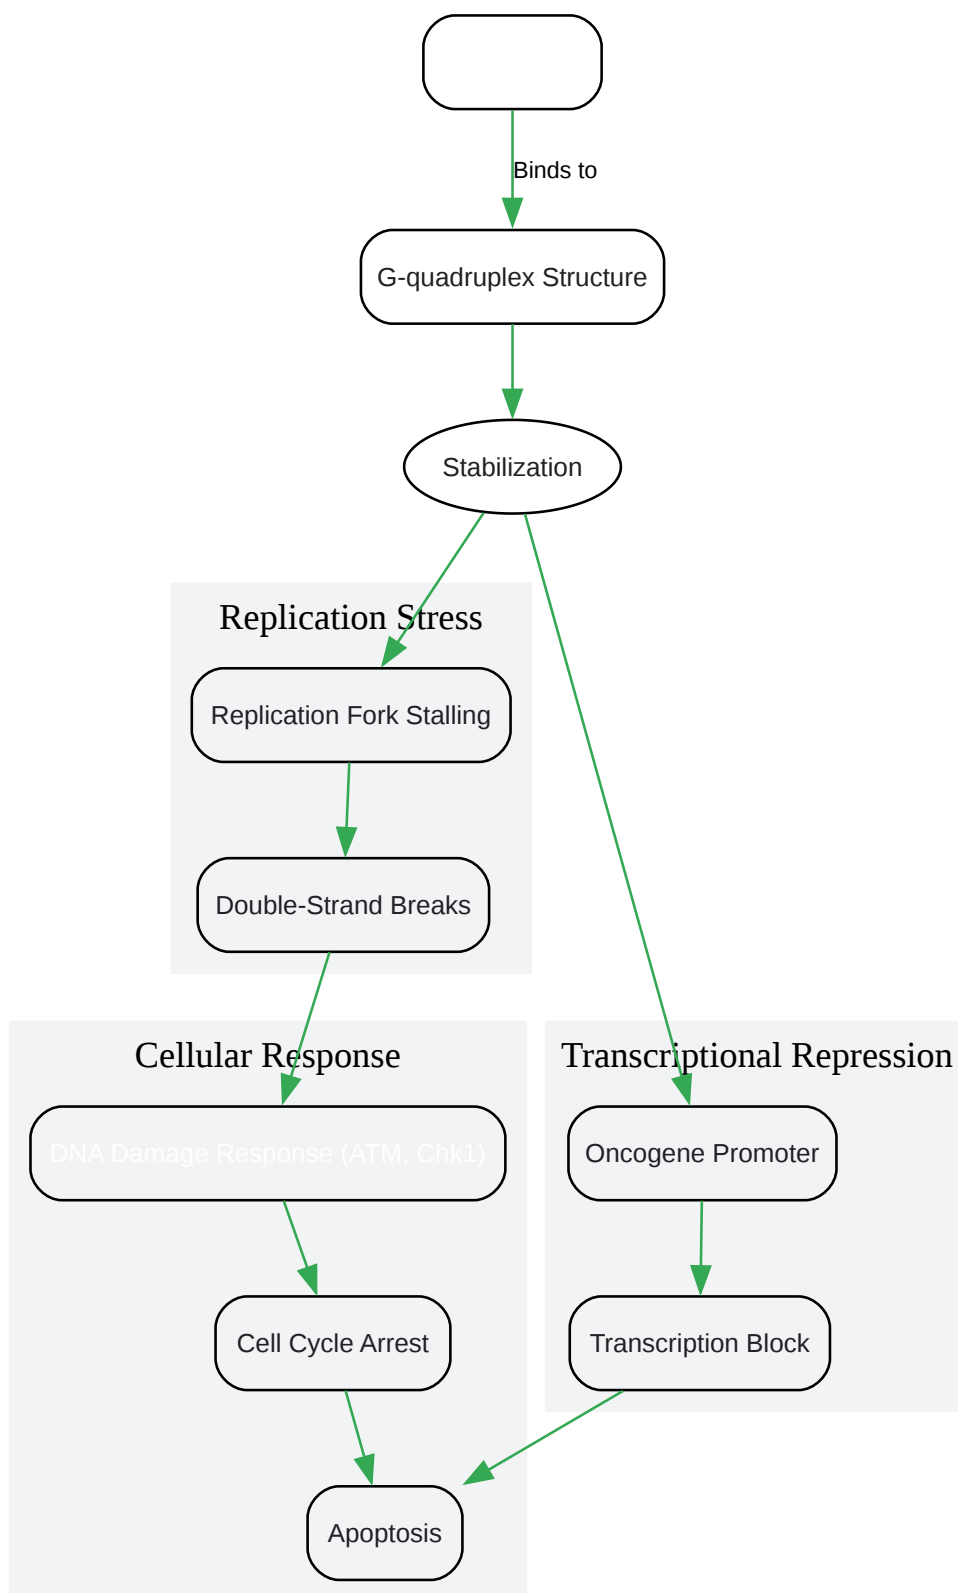 Binds to
G-quadruplex Structure
Stabilization
Replication Stress
Replication Fork Stalling
Double-Strand Breaks
Cellular Response
DNA Damage Response (ATM, Chk1)
Cell Cycle Arrest
Apoptosis
Transcriptional Repression
Oncogene Promoter
Transcription Block